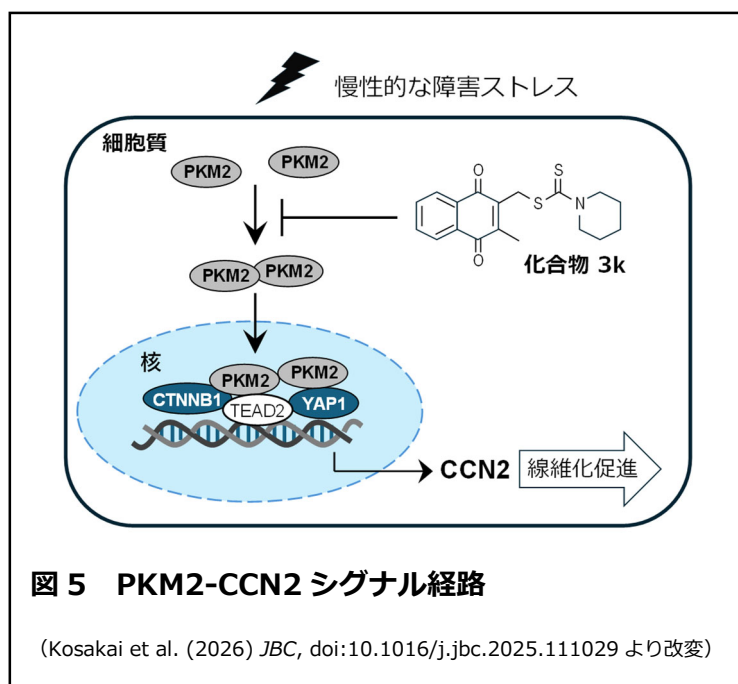 慢性的な障害ストレス
細胞質
PKM2
PKM2
O
S
S
N
O
化合物 3k
PKM2
PKM2
核
PKM2
PKM2
CTNNB1
TEAD2
YAP1
CCN2
線維化促進
図 5 PKM2-CCN2 シグナル経路
（Kosakai et al. (2026) JBC, doi:10.1016/j.jbc.2025.111029 より改変）